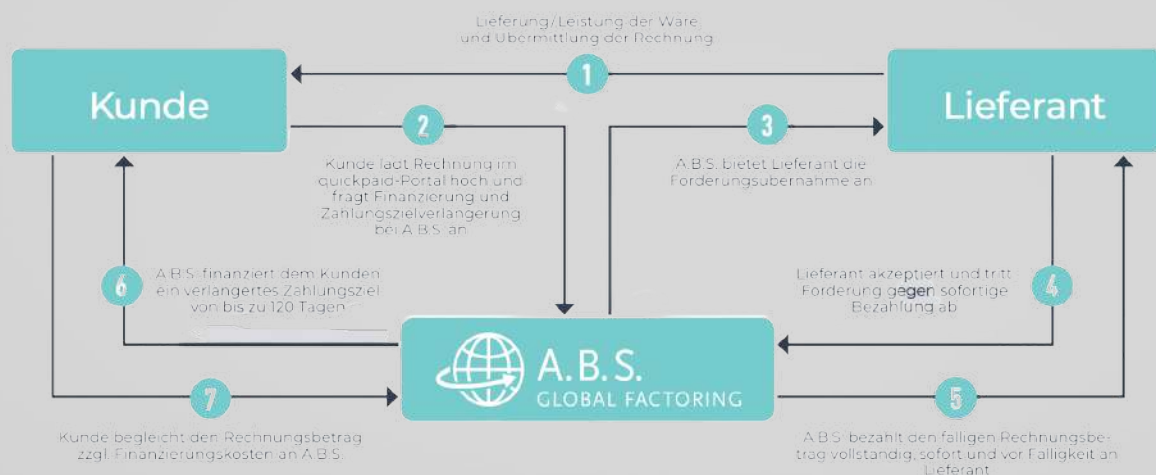 Lieferung/Leistung der Ware
und Übermittlung der Rechnung
1
Kunde
Lieferant
2
3
Kunde lädt Rechnung im
quickpaid-Portal hoch und
fragt Finanzierung und
Zahlungszielverlängerung
bei A.B.S. an
A.B.S. bietet Lieferant die
Forderungsübernahme an
6
A.B.S. finanziert dem Kunden
ein verlängertes Zahlungsziel
von bis zu 120 Tagen
Lieferant akzeptiert und tritt
Forderung gegen sofortige
Bezahlung ab
4
A.B.S.
GLOBAL FACTORING
7
5
Kunde begleicht den Rechnungsbetrag
zzgl. Finanzierungskosten an A.B.S.
A.B.S. bezahlt den fälligen Rechnungsbe-
trag vollständig, sofort und vor Fälligkeit an
Lieferant